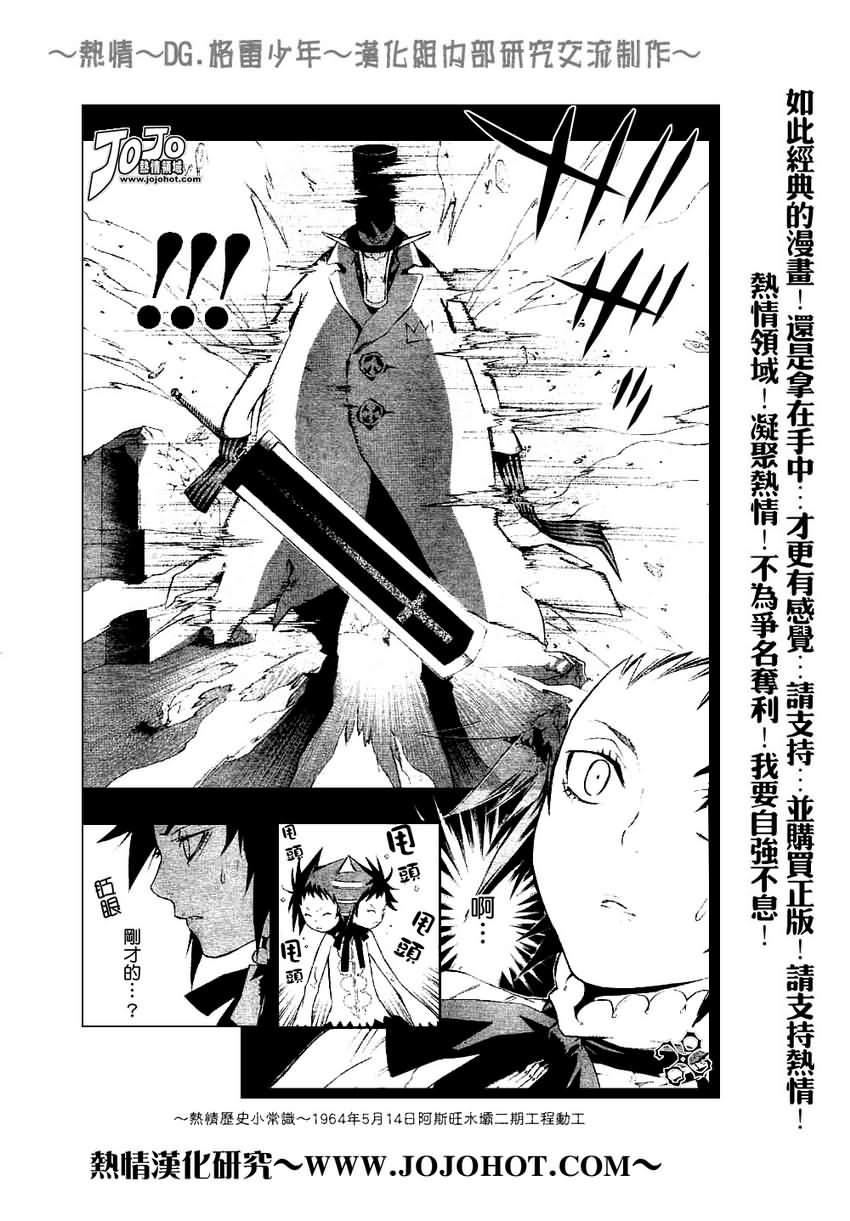 ～熱情～DG.格雷少年～漢化組內部研究交流制作～
如此經典的漫畫！還是拿在手中…才更有感覺…請支持…並購買正版！請支持熱情！
熱情領域！凝聚熱情！不為爭名奪利！我要自強不息！
JOJO
熱情領域
www.jojohot.com
!!!
啊…
甩頭
甩頭
甩頭
甩頭
眄眼
剛才的…？
～熱情歷史小常識～1964年5月14日阿斯旺水壩二期工程動工
熱情漢化研究～WWW.JOJOHOT.COM～